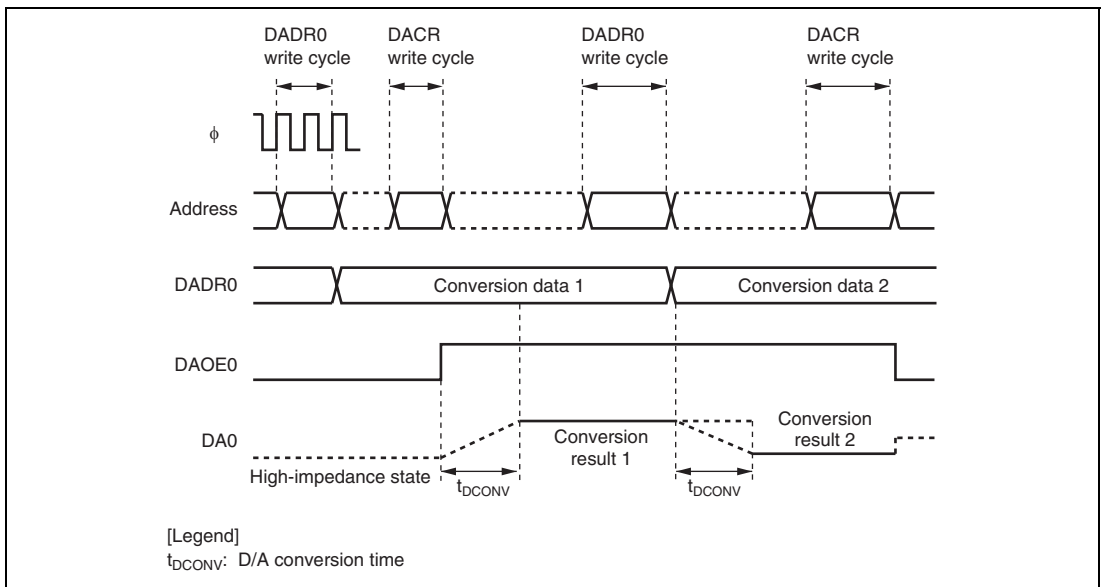 DADR0
write cycle
DACR
write cycle
DADR0
write cycle
DACR
write cycle
ϕ
Address
DADR0
Conversion data 1
Conversion data 2
DAOE0
DA0
Conversion
result 1
Conversion
result 2
High-impedance state
tDCONV
tDCONV
[Legend]
tDCONV: D/A conversion time